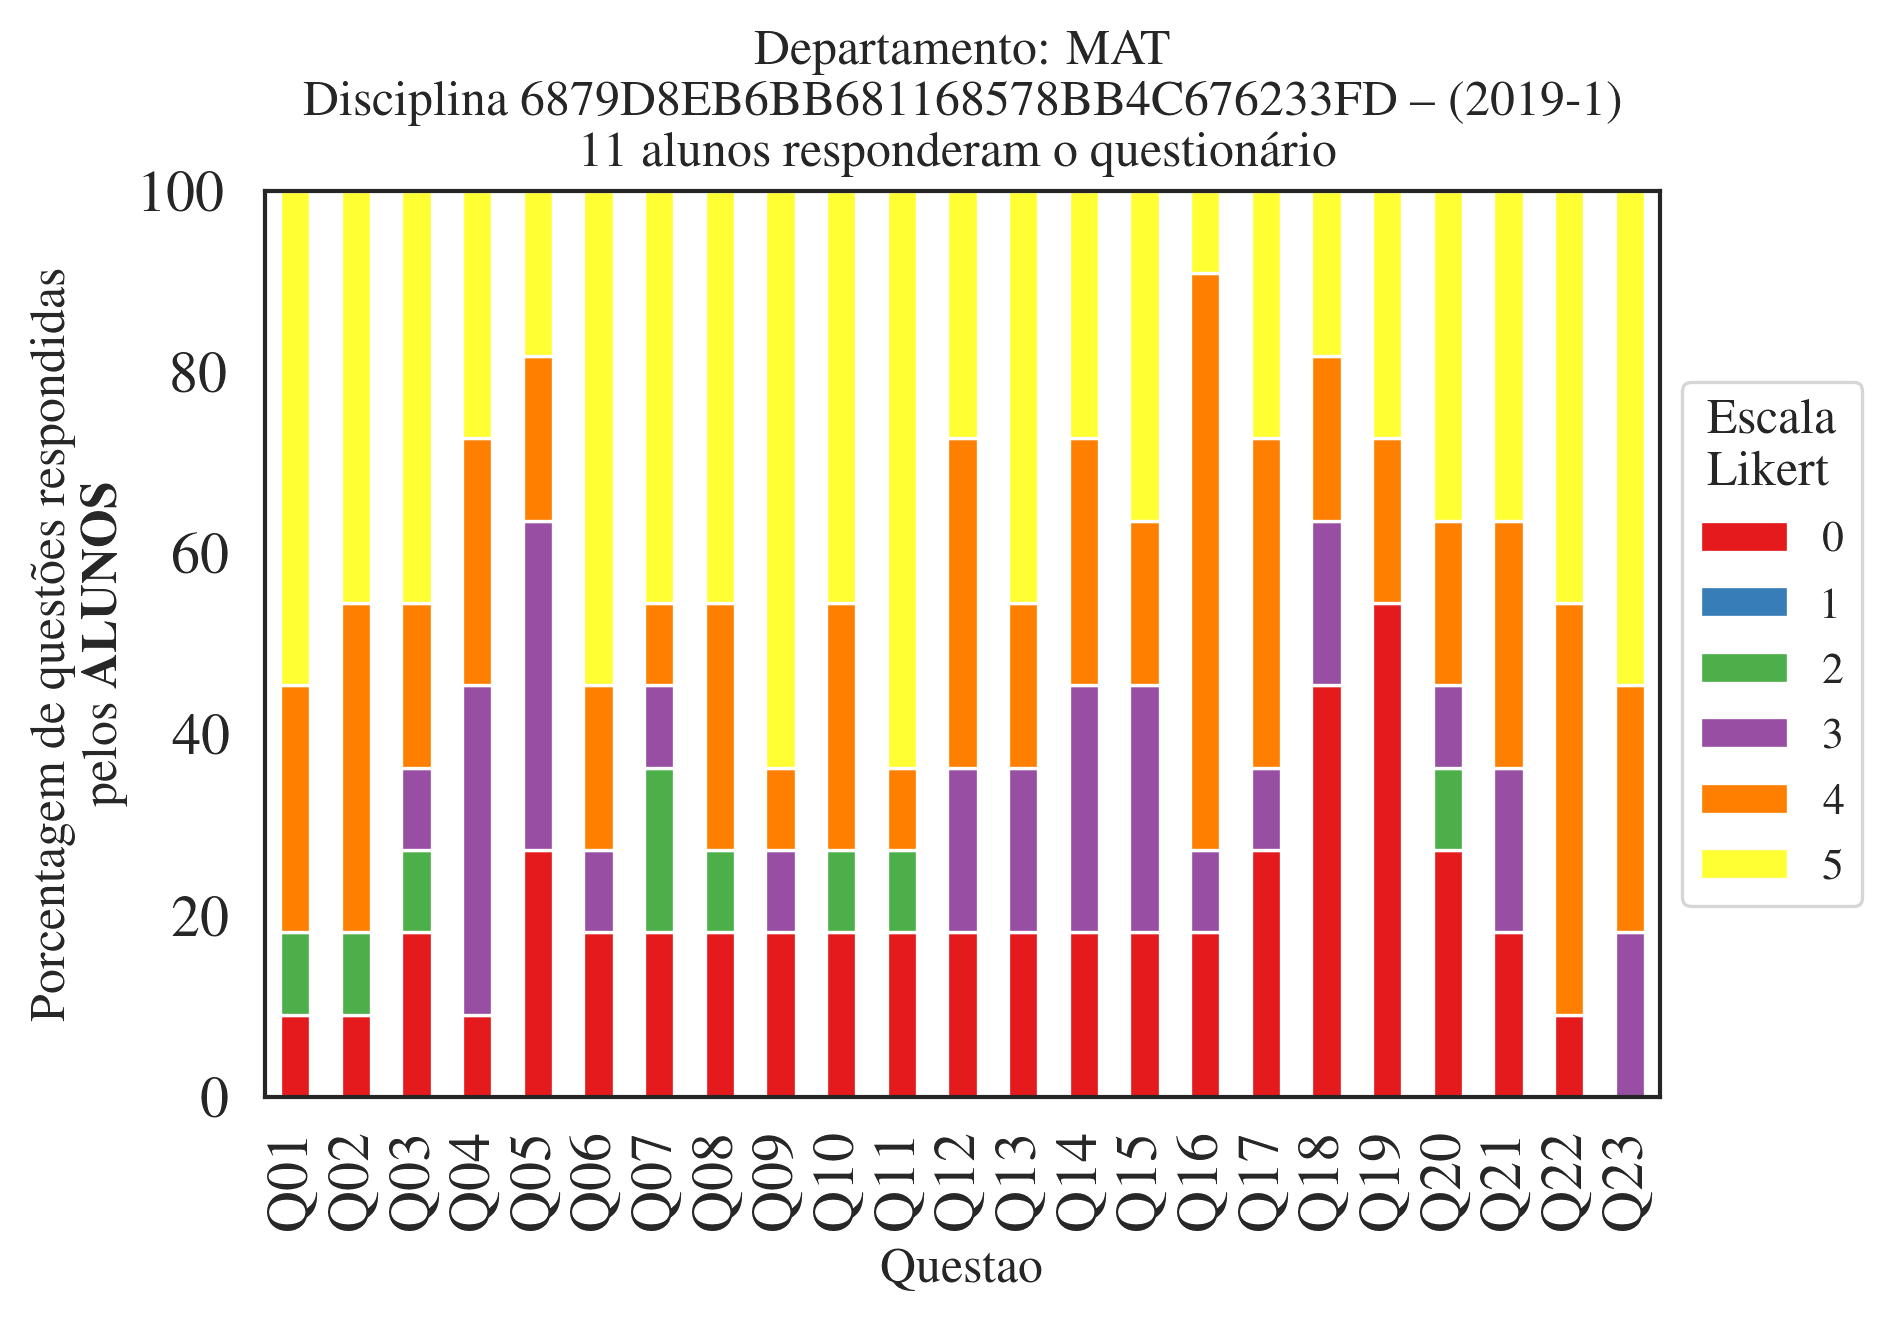 Departamento: MAT
Disciplina 6879D8EB6BB681168578BB4C676233FD – (2019-1)
11 alunos responderam o questionário
Porcentagem de questões respondidas
pelos ALUNOS
100
80
60
40
20
0
Q01
Q02
Q03
Q04
Q05
Q06
Q07
Q08
Q09
Q10
Q11
Q12
Q13
Q14
Q15
Q16
Q17
Q18
Q19
Q20
Q21
Q22
Q23
Questao
Escala
Likert
0
1
2
3
4
5